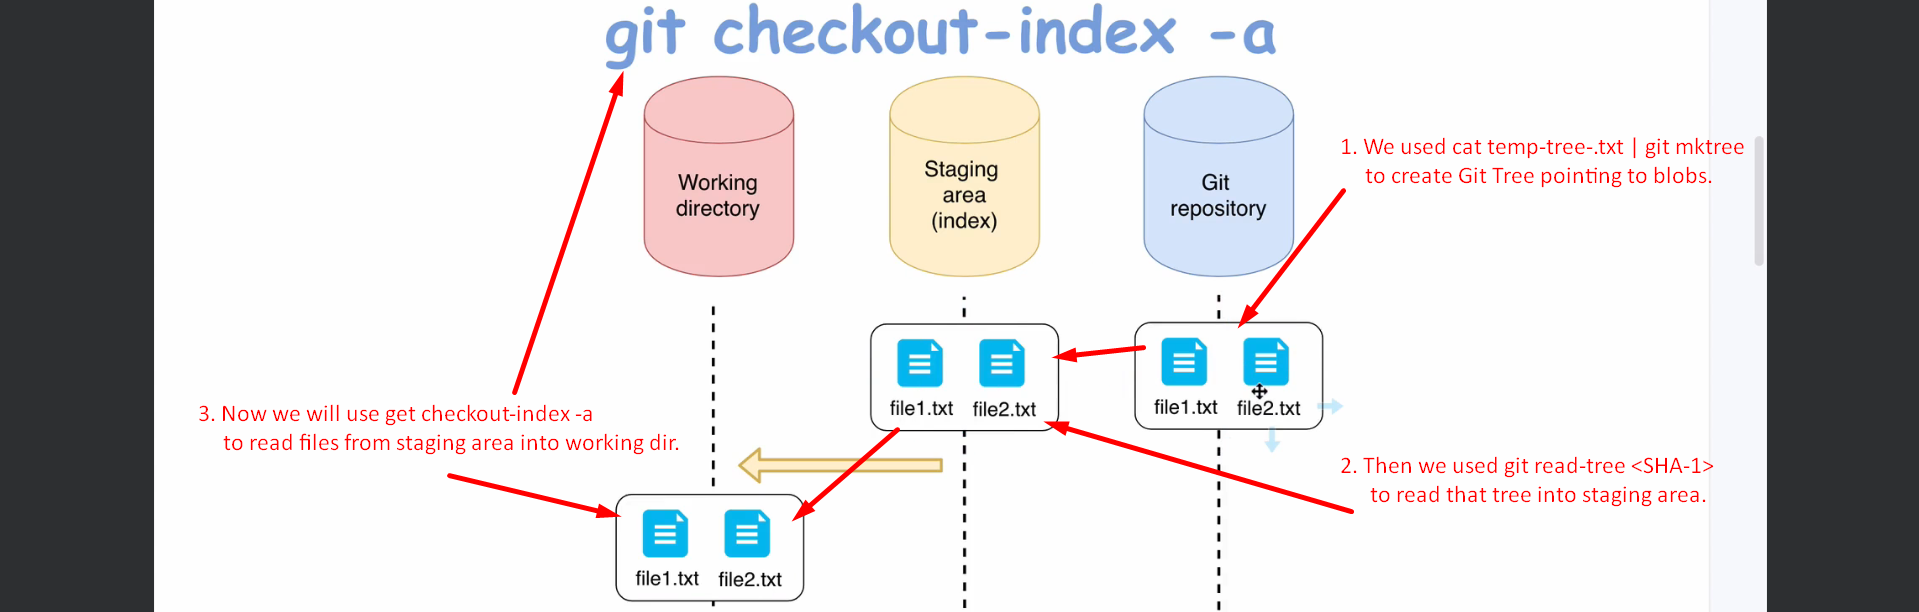 git checkout-index -a
Working
directory
Staging
area
(index)
Git
repository
1. We used cat temp-tree-.txt | git mktree
to create Git Tree pointing to blobs.
file1.txt
file2.txt
file1.txt
file2.txt
3. Now we will use get checkout-index -a
to read files from staging area into working dir.
2. Then we used git read-tree <SHA-1>
to read that tree into staging area.
file1.txt
file2.txt